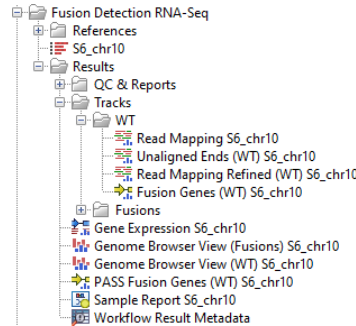 Fusion Detection RNA-Seq
References
S6_chr10
Results
QC & Reports
Tracks
WT
Read Mapping S6_chr10
Unaligned Ends (WT) S6_chr10
Read Mapping Refined (WT) S6_chr10
Fusion Genes (WT) S6_chr10
Fusions
Gene Expression S6_chr10
Genome Browser View (Fusions) S6_chr10
Genome Browser View (WT) S6_chr10
PASS Fusion Genes (WT) S6_chr10
Sample Report S6_chr10
Workflow Result Metadata